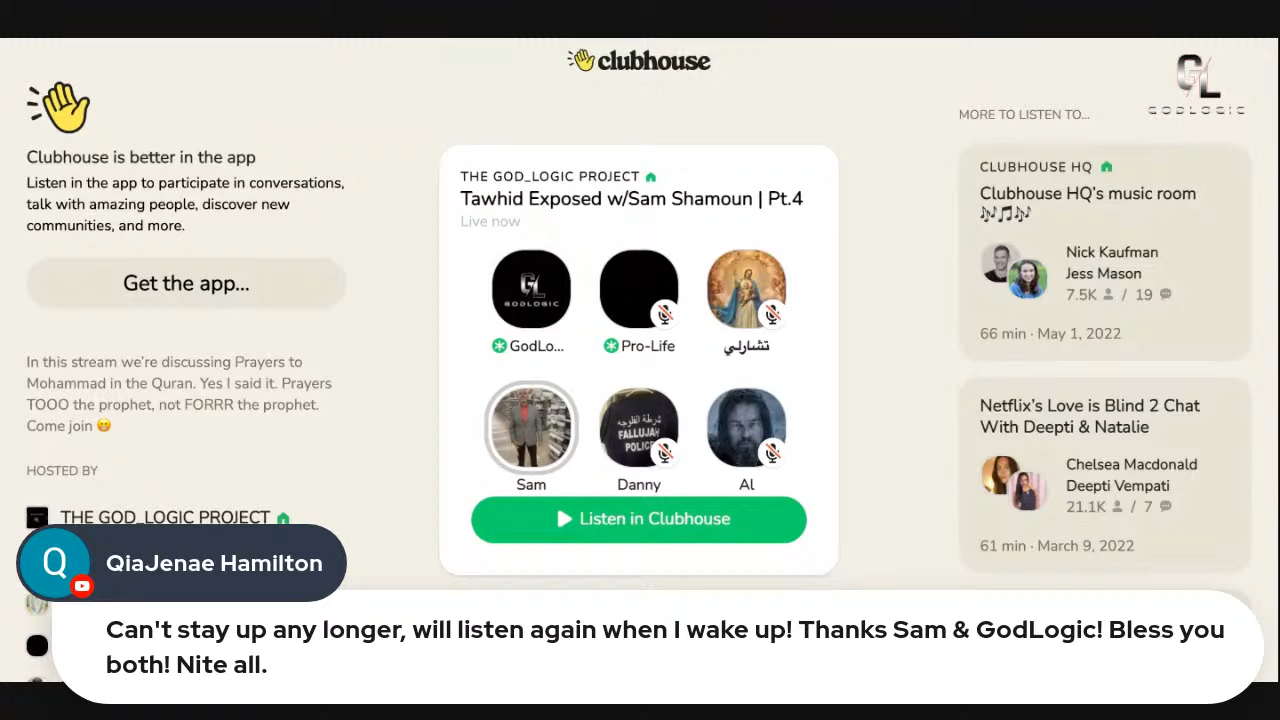 clubhouse
GL
GODLOGIC
Clubhouse is better in the app
Listen in the app to participate in conversations,
talk with amazing people, discover new
communities, and more.
Get the app...
In this stream we're discussing Prayers to
Mohammad in the Quran. Yes I said it. Prayers
TOOO the prophet, not FORRR the prophet.
Come join 😁
HOSTED BY
THE GOD_LOGIC PROJECT
THE GOD_LOGIC PROJECT
Tawhid Exposed w/Sam Shamoun | Pt.4
Live now
GL
GODLOGIC
GodLo...
Pro-Life
تشارلي
شرطة الفلوجه
FALLUJAH
POLICE
Sam
Danny
Al
Listen in Clubhouse
MORE TO LISTEN TO...
CLUBHOUSE HQ
Clubhouse HQ's music room
🎶🎵🎶
Nick Kaufman
Jess Mason
7.5K / 19
66 min · May 1, 2022
Netflix's Love is Blind 2 Chat
With Deepti & Natalie
Chelsea Macdonald
Deepti Vempati
21.1K / 7
61 min · March 9, 2022
Q
QiaJenae Hamilton
Can't stay up any longer, will listen again when I wake up! Thanks Sam & GodLogic! Bless you
both! Nite all.